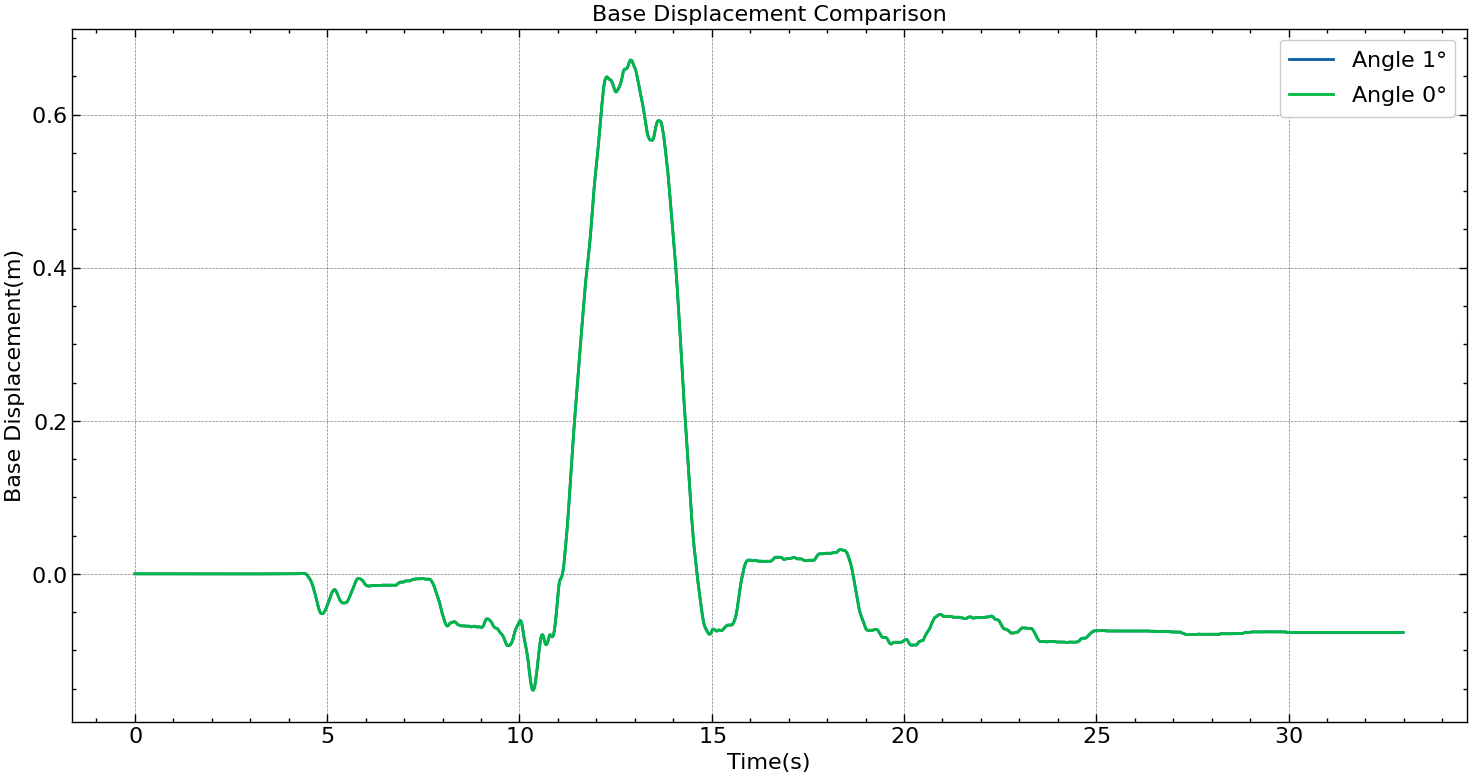 Base Displacement Comparison
Angle 1°
Angle 0°
0.6
0.4
0.2
0.0
Base Displacement(m)
0 5 10 15 20 25 30
Time(s)